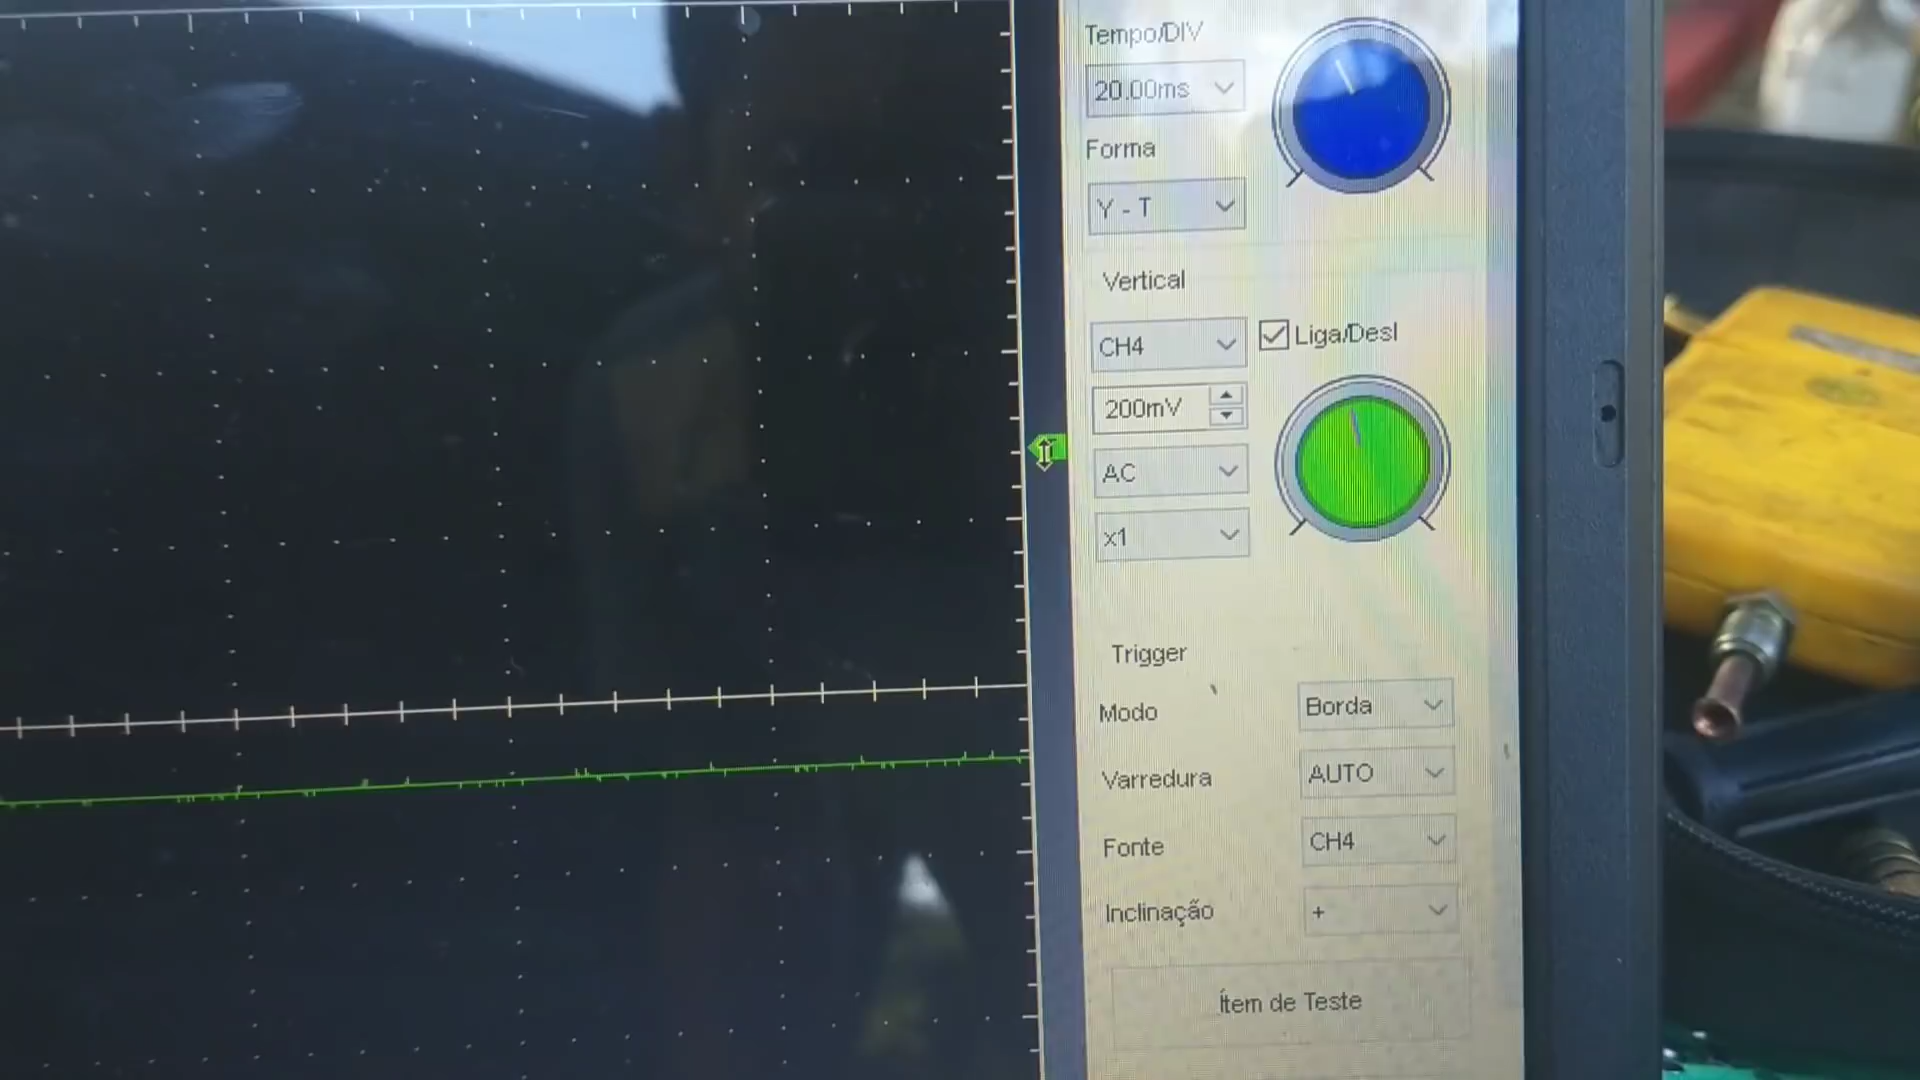 Tempo/DIV
20.00ms
Forma
Y - T
Vertical
CH4
Liga/Desl
200mV
AC
x1
Trigger
Modo
Borda
Varredura
AUTO
Fonte
CH4
Inclinação
+
Ítem de Teste